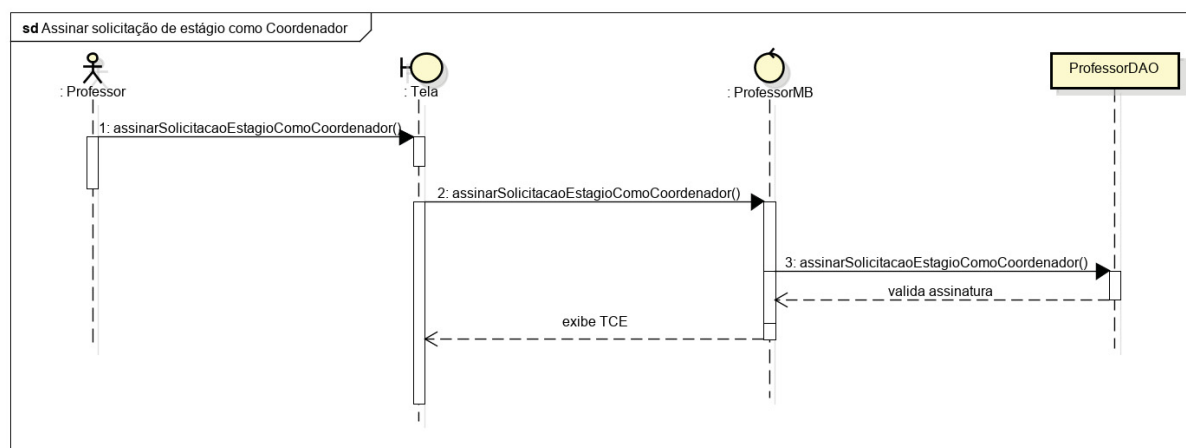 sd Assinar solicitação de estágio como Coordenador
: Professor
: Tela
: ProfessorMB
ProfessorDAO
1: assinarSolicitacaoEstagioComoCoordenador()
2: assinarSolicitacaoEstagioComoCoordenador()
3: assinarSolicitacaoEstagioComoCoordenador()
valida assinatura
exibe TCE